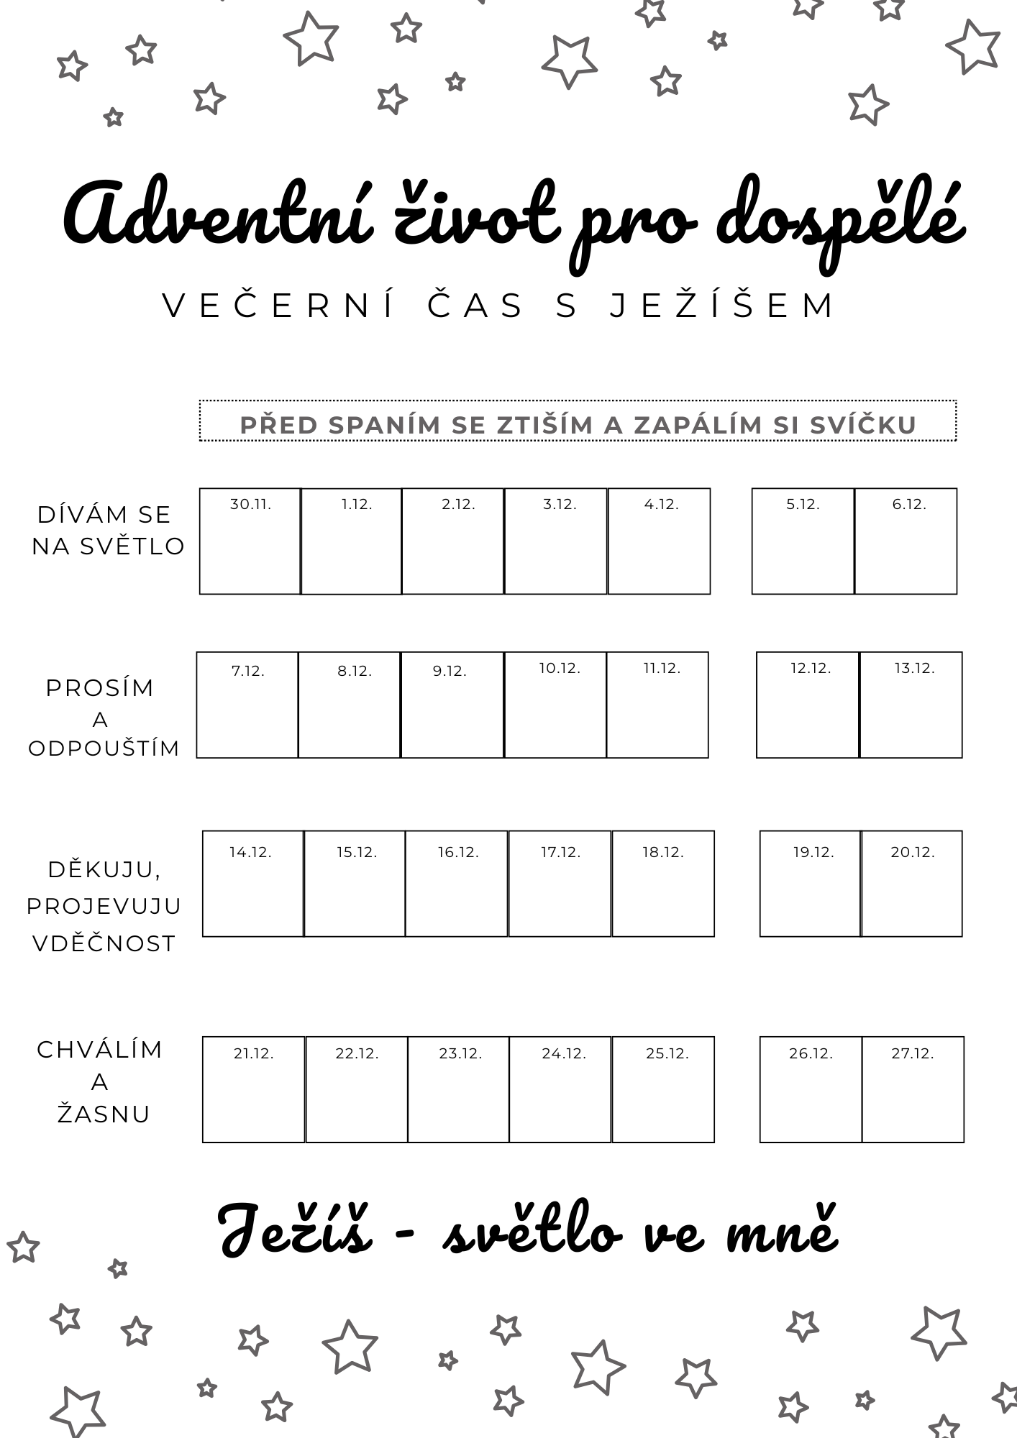 Adventní život pro dospělé
VEČERNÍ ČAS S JEŽÍŠEM
PŘED SPANÍM SE ZTIŠÍM A ZAPÁLÍM SI SVÍČKU
DÍVÁM SE
NA SVĚTLO
30.11. 1.12. 2.12. 3.12. 4.12. 5.12. 6.12.
PROSÍM
A
ODPOUŠTÍM
7.12. 8.12. 9.12. 10.12. 11.12. 12.12. 13.12.
DĚKUJU,
PROJEVUJU
VDĚČNOST
14.12. 15.12. 16.12. 17.12. 18.12. 19.12. 20.12.
CHVÁLÍM
A
ŽASNU
21.12. 22.12. 23.12. 24.12. 25.12. 26.12. 27.12.
Ježíš - světlo ve mně